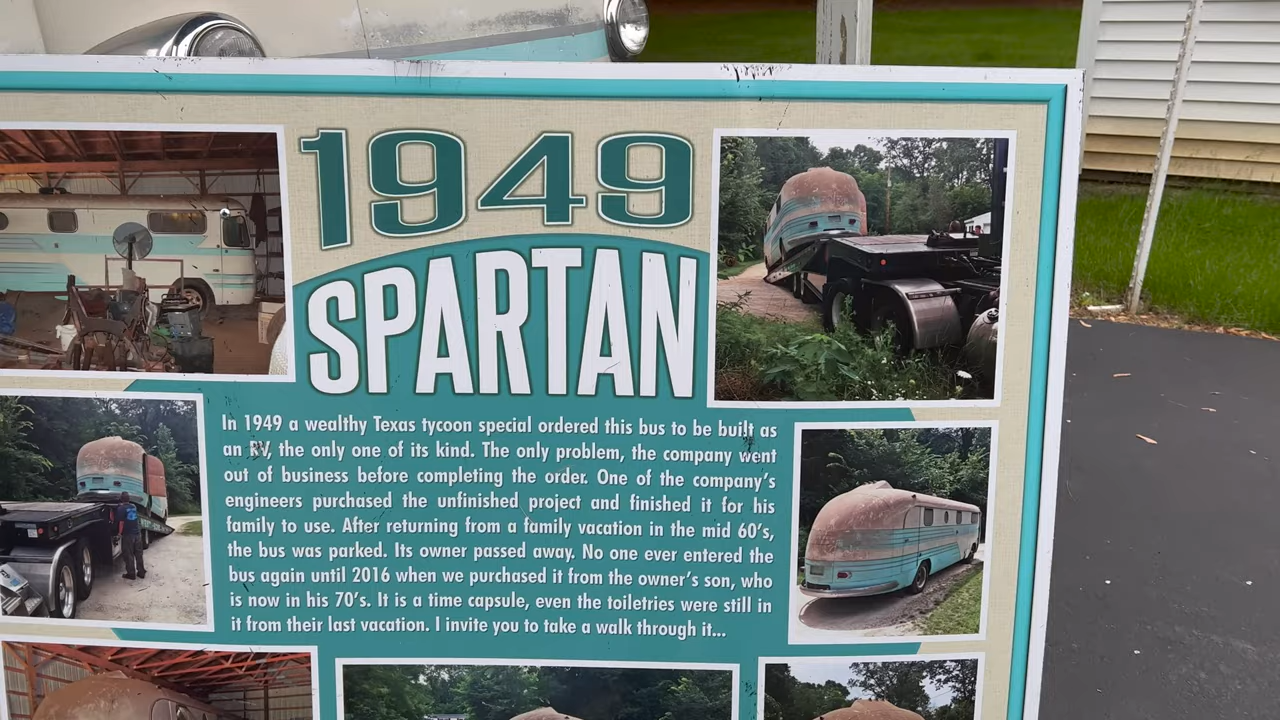 1949
SPARTAN
In 1949 a wealthy Texas tycoon special ordered this bus to be built as
an RV, the only one of its kind. The only problem, the company went
out of business before completing the order. One of the company's
engineers purchased the unfinished project and finished it for his
family to use. After returning from a family vacation in the mid 60's,
the bus was parked. Its owner passed away. No one ever entered the
bus again until 2016 when we purchased it from the owner's son, who
is now in his 70's. It is a time capsule, even the toiletries were still in
it from their last vacation. I invite you to take a walk through it...